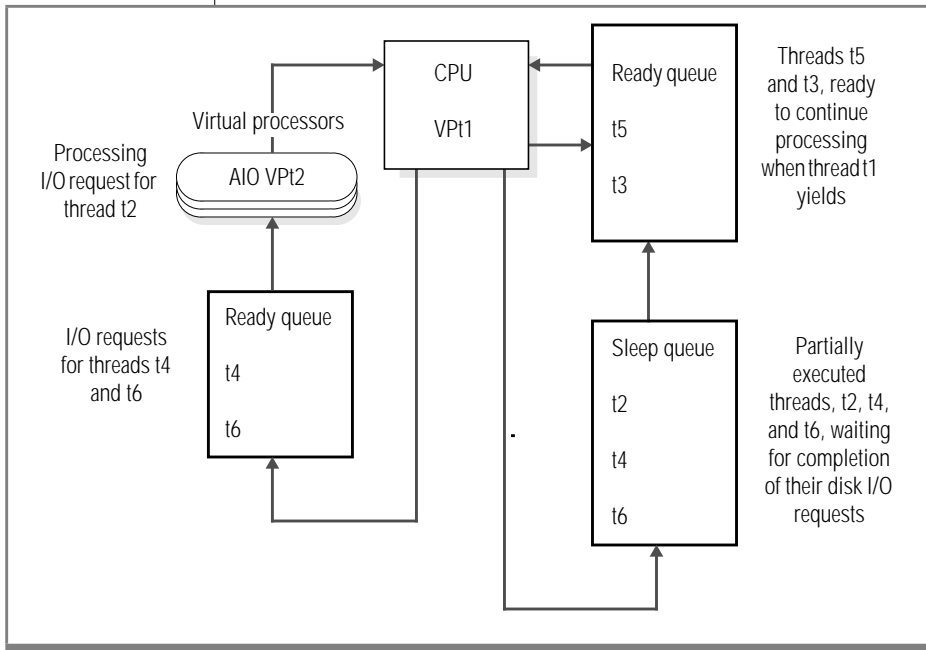 Virtual processors
Processing
I/O request for
thread t2
AIO VPt2
CPU
VPt1
Ready queue
t5
t3
Threads t5
and t3, ready
to continue
processing
when thread t1
yields
I/O requests
for threads t4
and t6
Ready queue
t4
t6
Sleep queue
t2
t4
t6
Partially
executed
threads, t2, t4,
and t6, waiting
for completion
of their disk I/O
requests